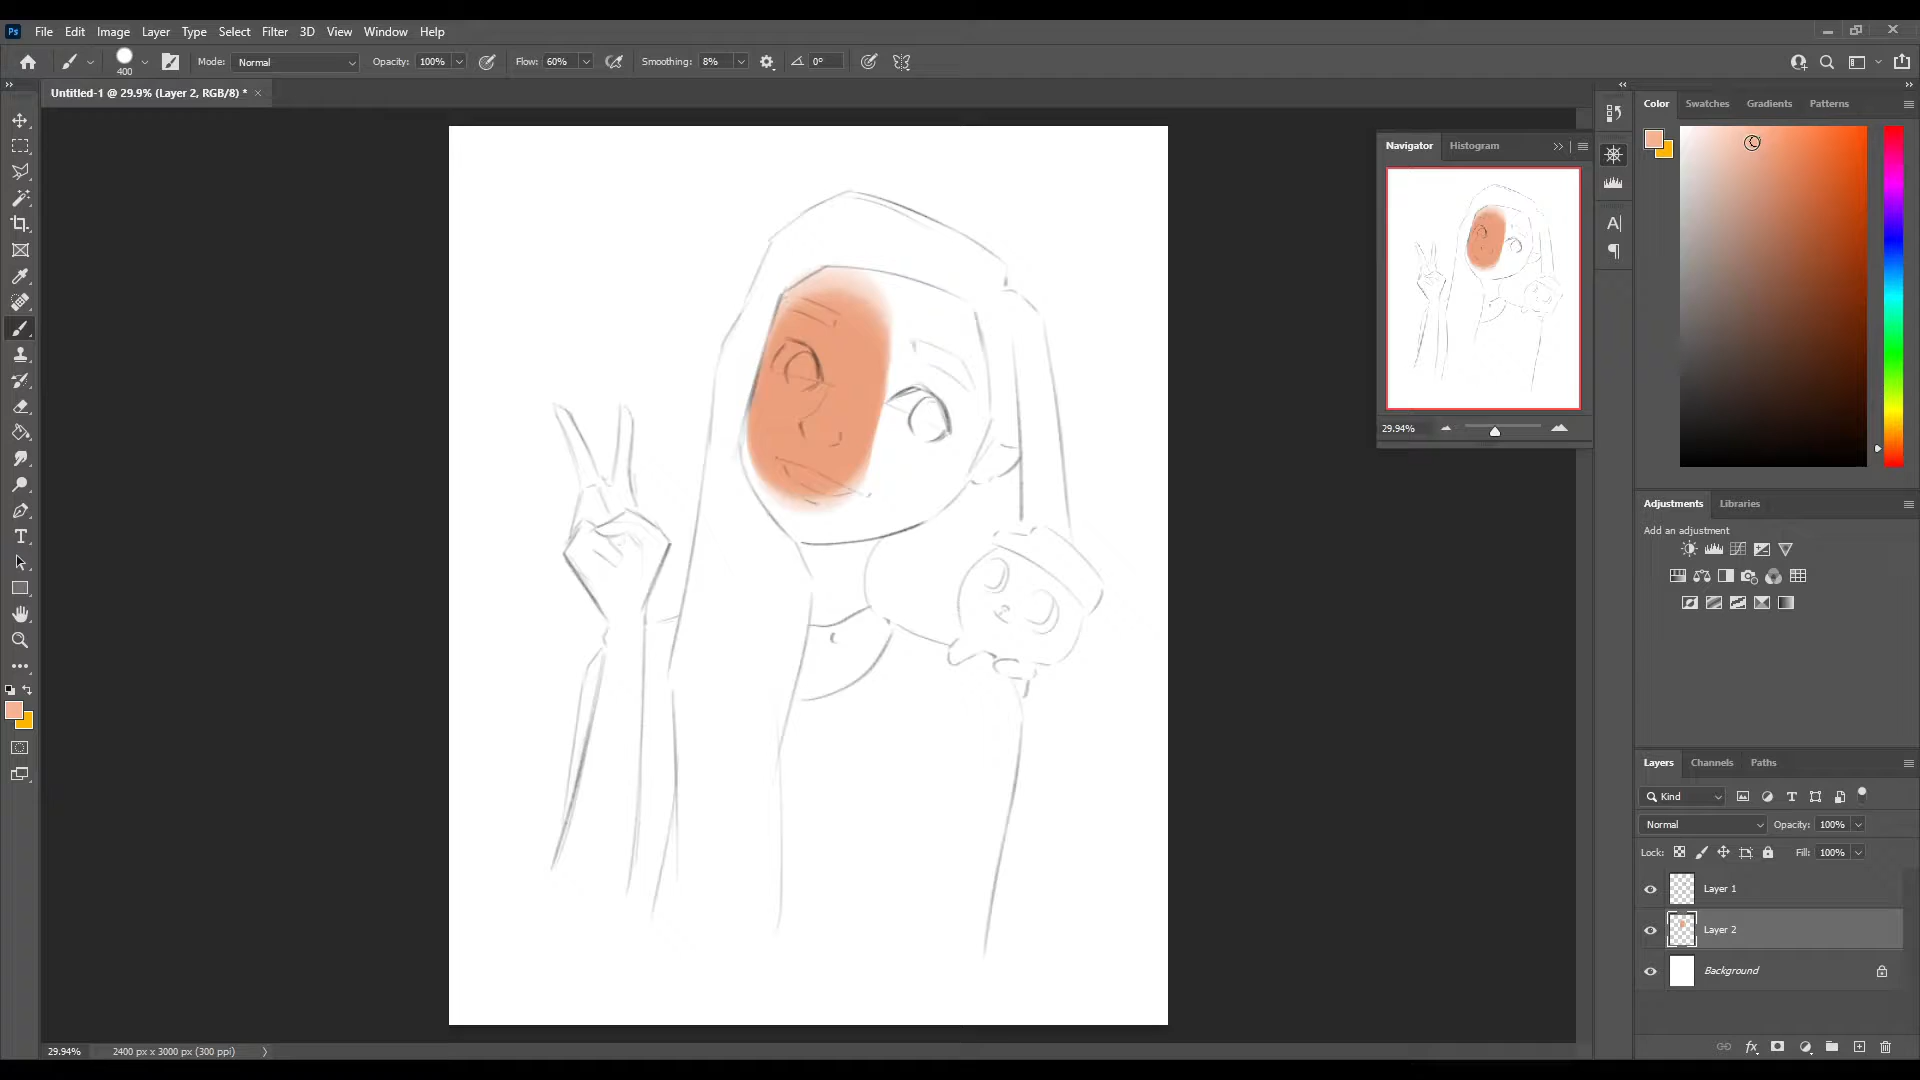 Ps File Edit Image Layer Type Select Filter 3D View Window Help
400 Mode: Normal Opacity: 100% Flow: 60% Smoothing: 8% 0°
Untitled-1 @ 29.9% (Layer 2, RGB/8) * ×
Color Swatches Gradients Patterns
Navigator Histogram
29.94%
Adjustments Libraries
Add an adjustment
Layers Channels Paths
Kind
Normal Opacity: 100%
Lock: Fill: 100%
Layer 1
Layer 2
Background
29.94% 2400 px x 3000 px (300 ppi)